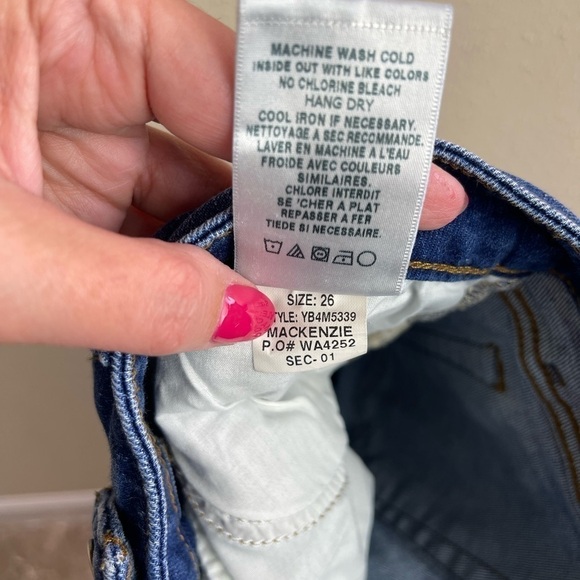 MACHINE WASH COLD
INSIDE OUT WITH LIKE COLORS
NO CHLORINE BLEACH
HANG DRY
COOL IRON IF NECESSARY.
NETTOYAGE A SEC RECOMMANDE.
LAVER EN MACHINE A L'EAU
FROIDE AVEC COULEURS
SIMILAIRES.
CHLORE INTERDIT
SE 'CHER A PLAT
REPASSER A FER
TIEDE SI NECESSAIRE.
SIZE: 26
TYLE: YB4M5339
MACKENZIE
P.O# WA4252
SEC- 01